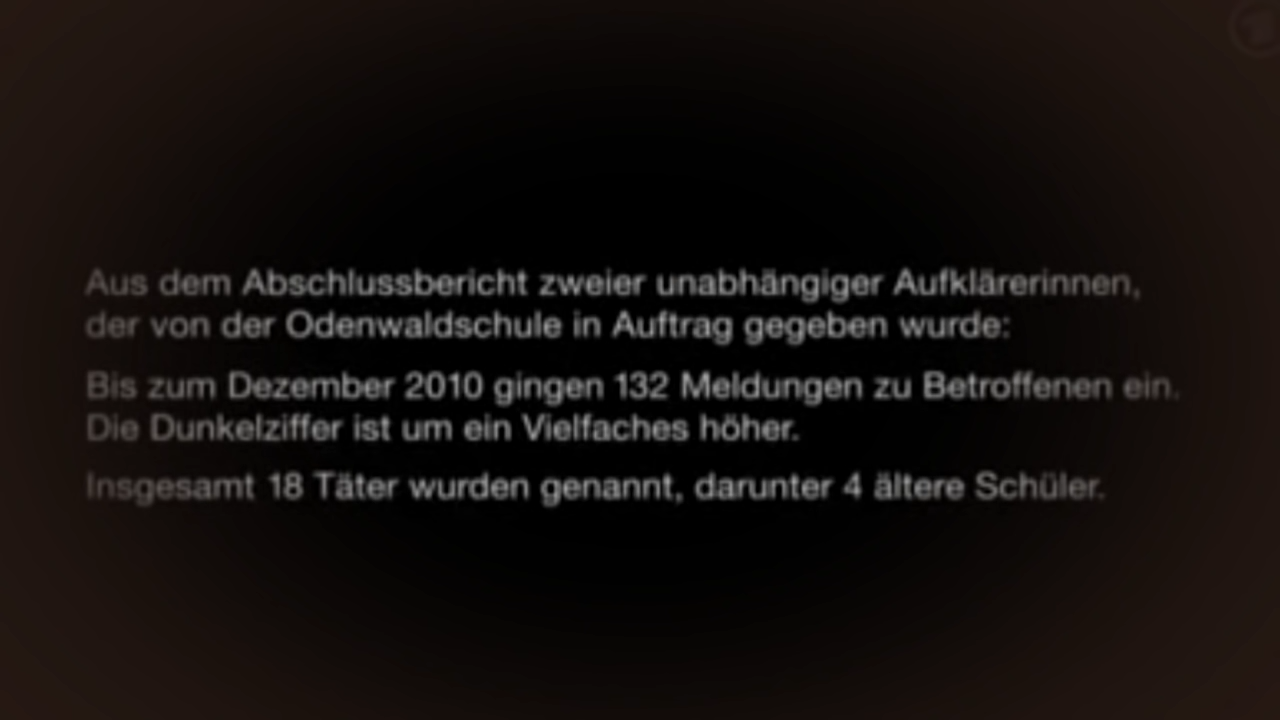 Aus dem Abschlussbericht zweier unabhängiger Aufklärerinnen,
der von der Odenwaldschule in Auftrag gegeben wurde:
Bis zum Dezember 2010 gingen 132 Meldungen zu Betroffenen ein.
Die Dunkelziffer ist um ein Vielfaches höher.
Insgesamt 18 Täter wurden genannt, darunter 4 ältere Schüler.